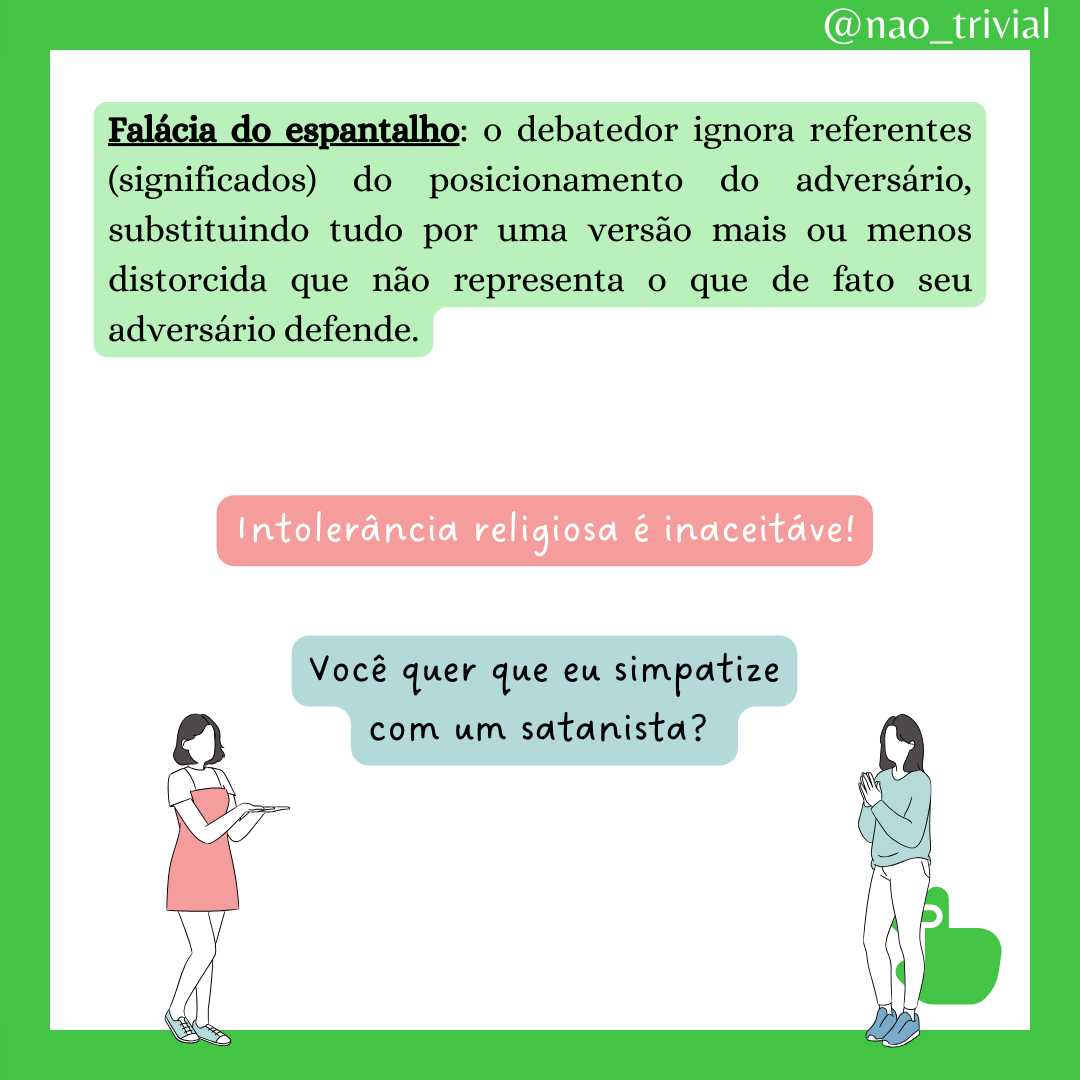 @nao_trivial
Falácia do espantalho: o debatedor ignora referentes
(significados) do posicionamento do adversário,
substituindo tudo por uma versão mais ou menos
distorcida que não representa o que de fato seu
adversário defende.
Intolerância religiosa é inaceitáve!
Você quer que eu simpatize
com um satanista?